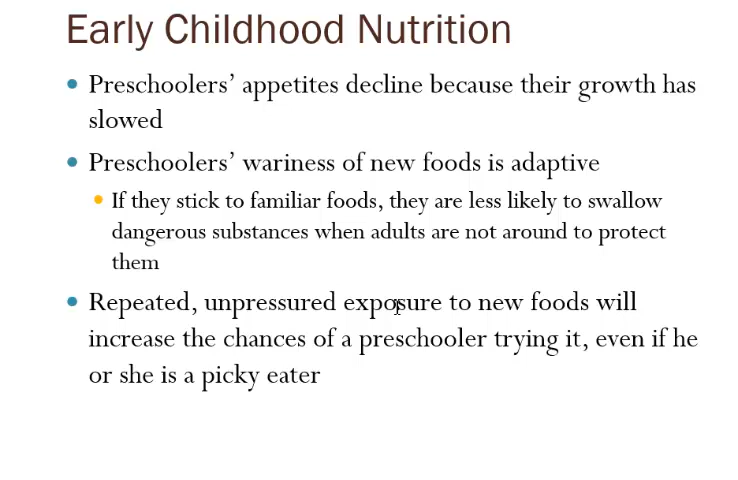 Early Childhood Nutrition
• Preschoolers’ appetites decline because their growth has
slowed
• Preschoolers’ wariness of new foods is adaptive
• If they stick to familiar foods, they are less likely to swallow
dangerous substances when adults are not around to protect
them
• Repeated, unpressured exposure to new foods will
increase the chances of a preschooler trying it, even if he
or she is a picky eater